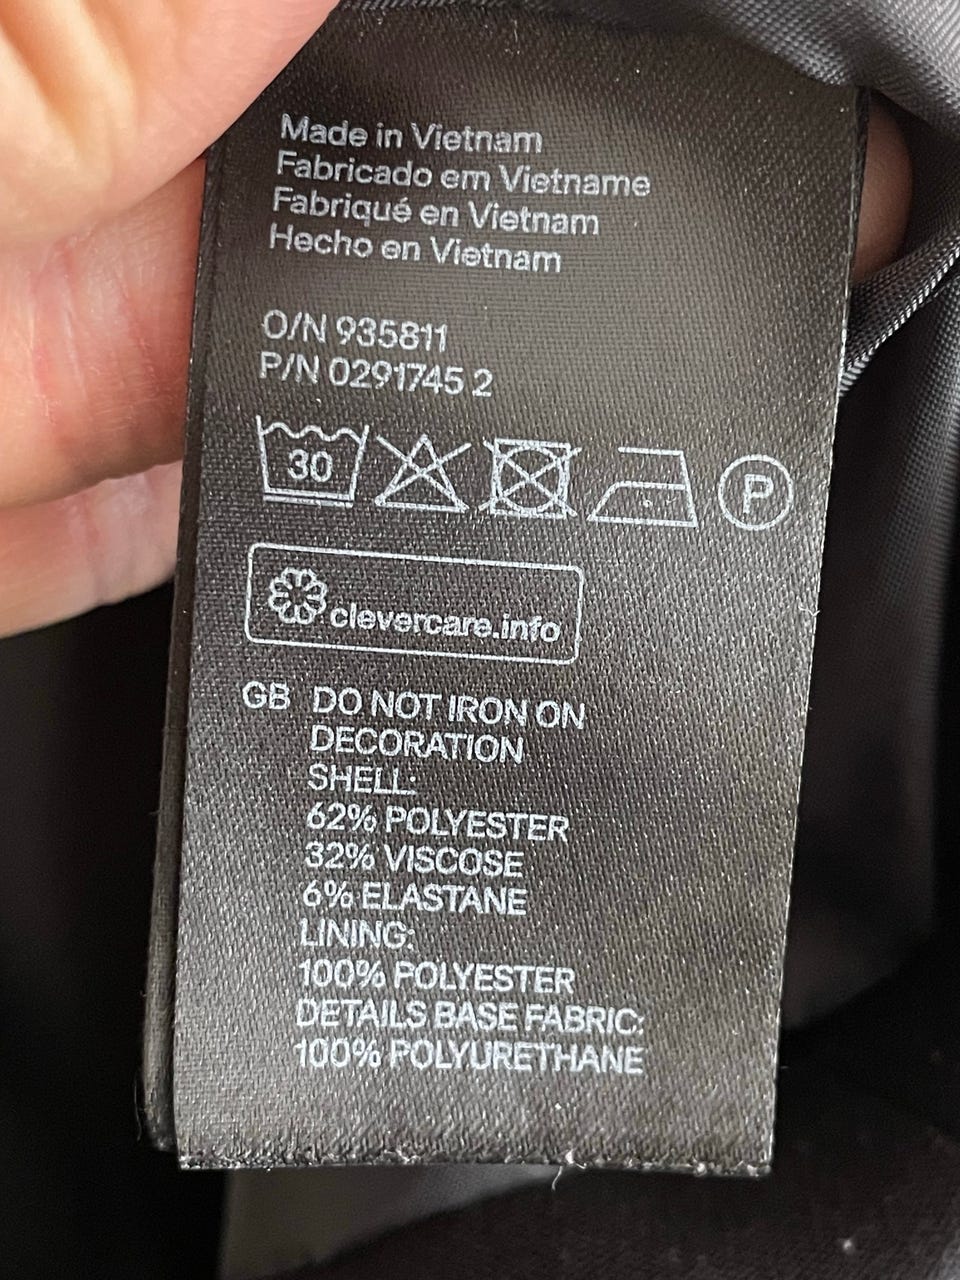 Made in Vietnam
Fabricado em Vietname
Fabriqué en Vietnam
Hecho en Vietnam
O/N 935811
P/N 0291745 2
30 P
clevercare.info
GB DO NOT IRON ON
DECORATION
SHELL:
62% POLYESTER
32% VISCOSE
6% ELASTANE
LINING:
100% POLYESTER
DETAILS BASE FABRIC:
100% POLYURETHANE